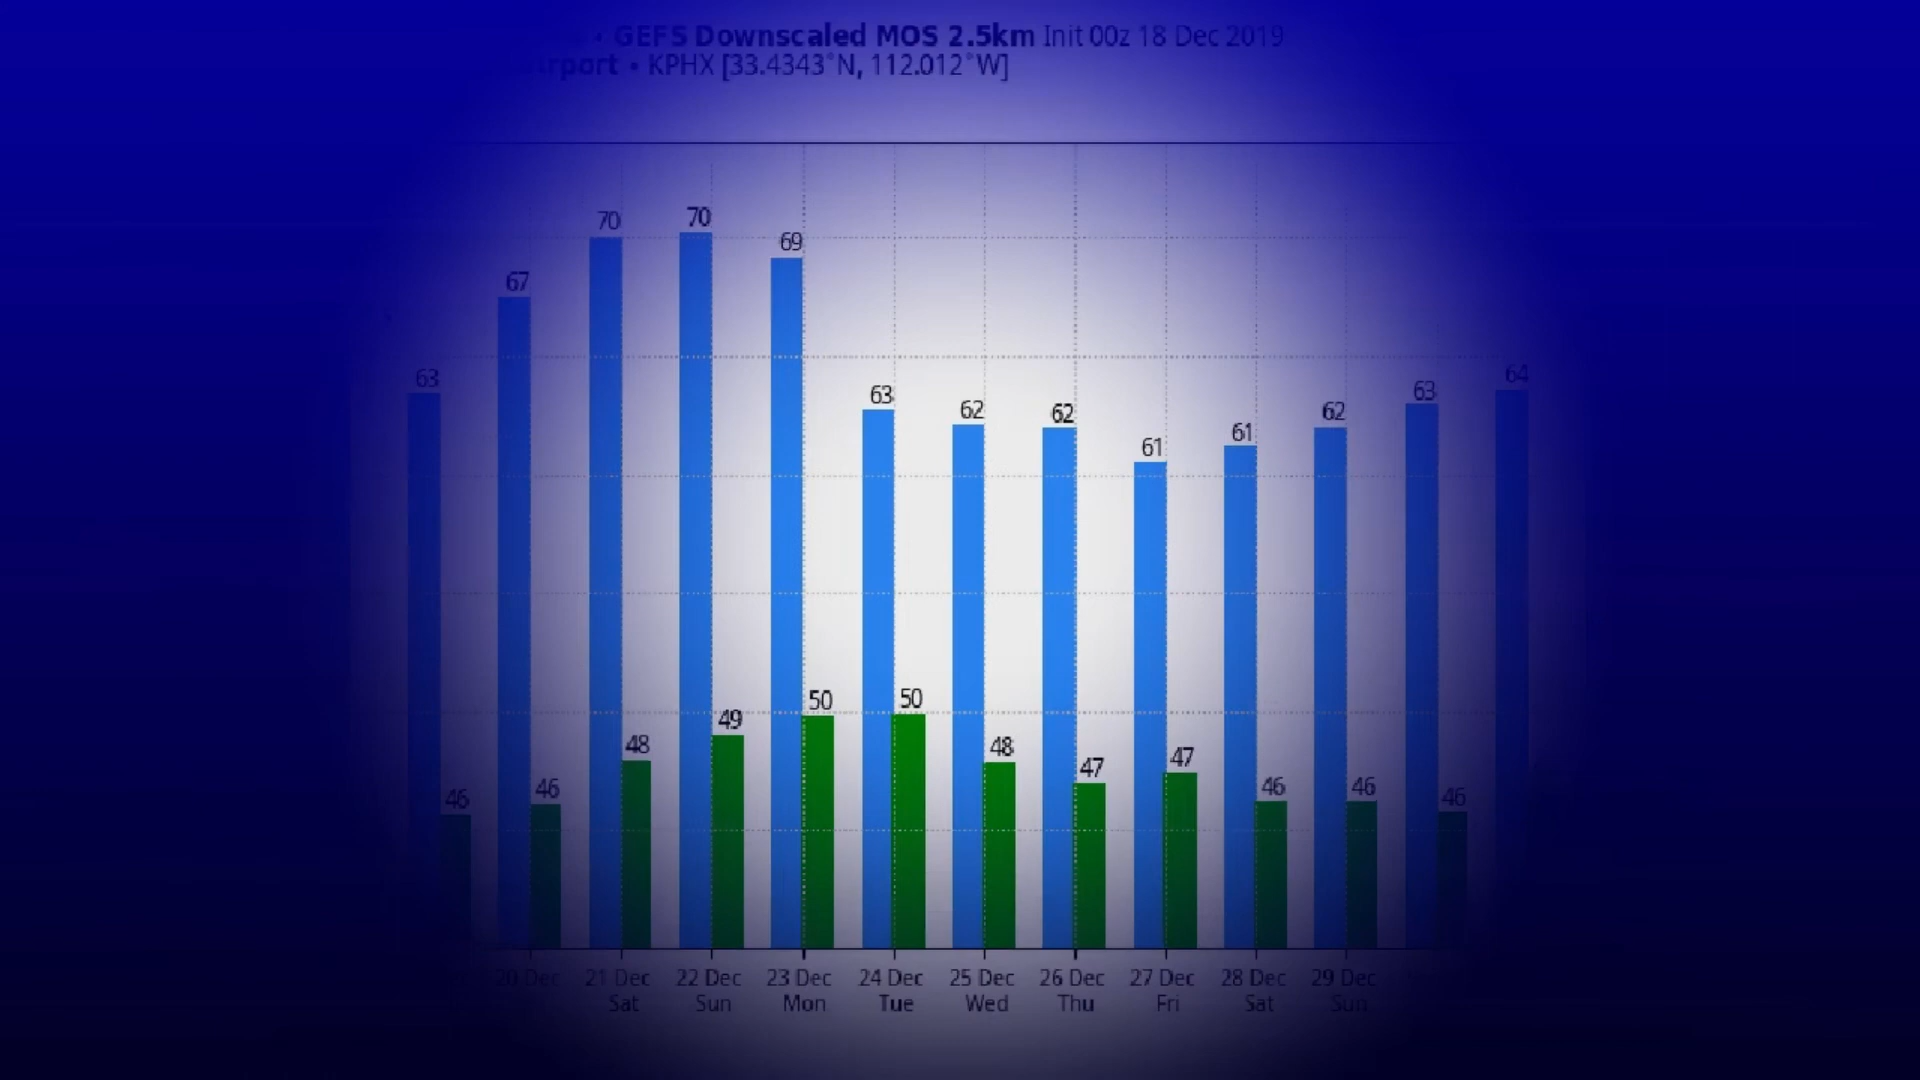 • GEFS Downscaled MOS 2.5km Init 00z 18 Dec 2019
• KPHX [33.4343°N, 112.012°W]
70 70
69
67
63 64
63 62 62 61 61 62 63
50 50
49
48 48 47 47
46 46 46 46 46
20 Dec 21 Dec 22 Dec 23 Dec 24 Dec 25 Dec 26 Dec 27 Dec 28 Dec 29 Dec
Sat Sun Mon Tue Wed Thu Fri Sat Sun